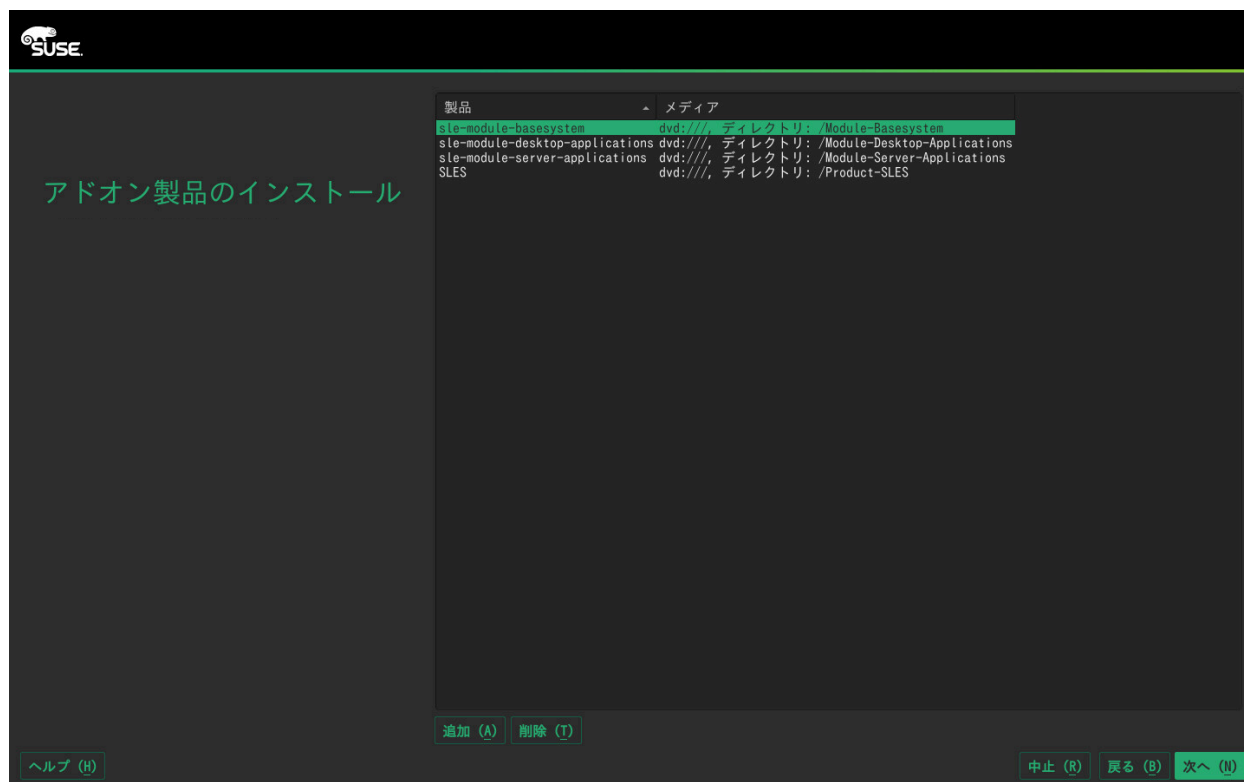 SUSE.
アドオン製品のインストール
製品 メディア
sle-module-basesystem dvd:///, ディレクトリ: /Module-Basesystem
sle-module-desktop-applications dvd:///, ディレクトリ: /Module-Desktop-Applications
sle-module-server-applications dvd:///, ディレクトリ: /Module-Server-Applications
SLES dvd:///, ディレクトリ: /Product-SLES
追加 (A) 削除 (T)
ヘルプ (H) 中止 (R) 戻る (B) 次へ (N)